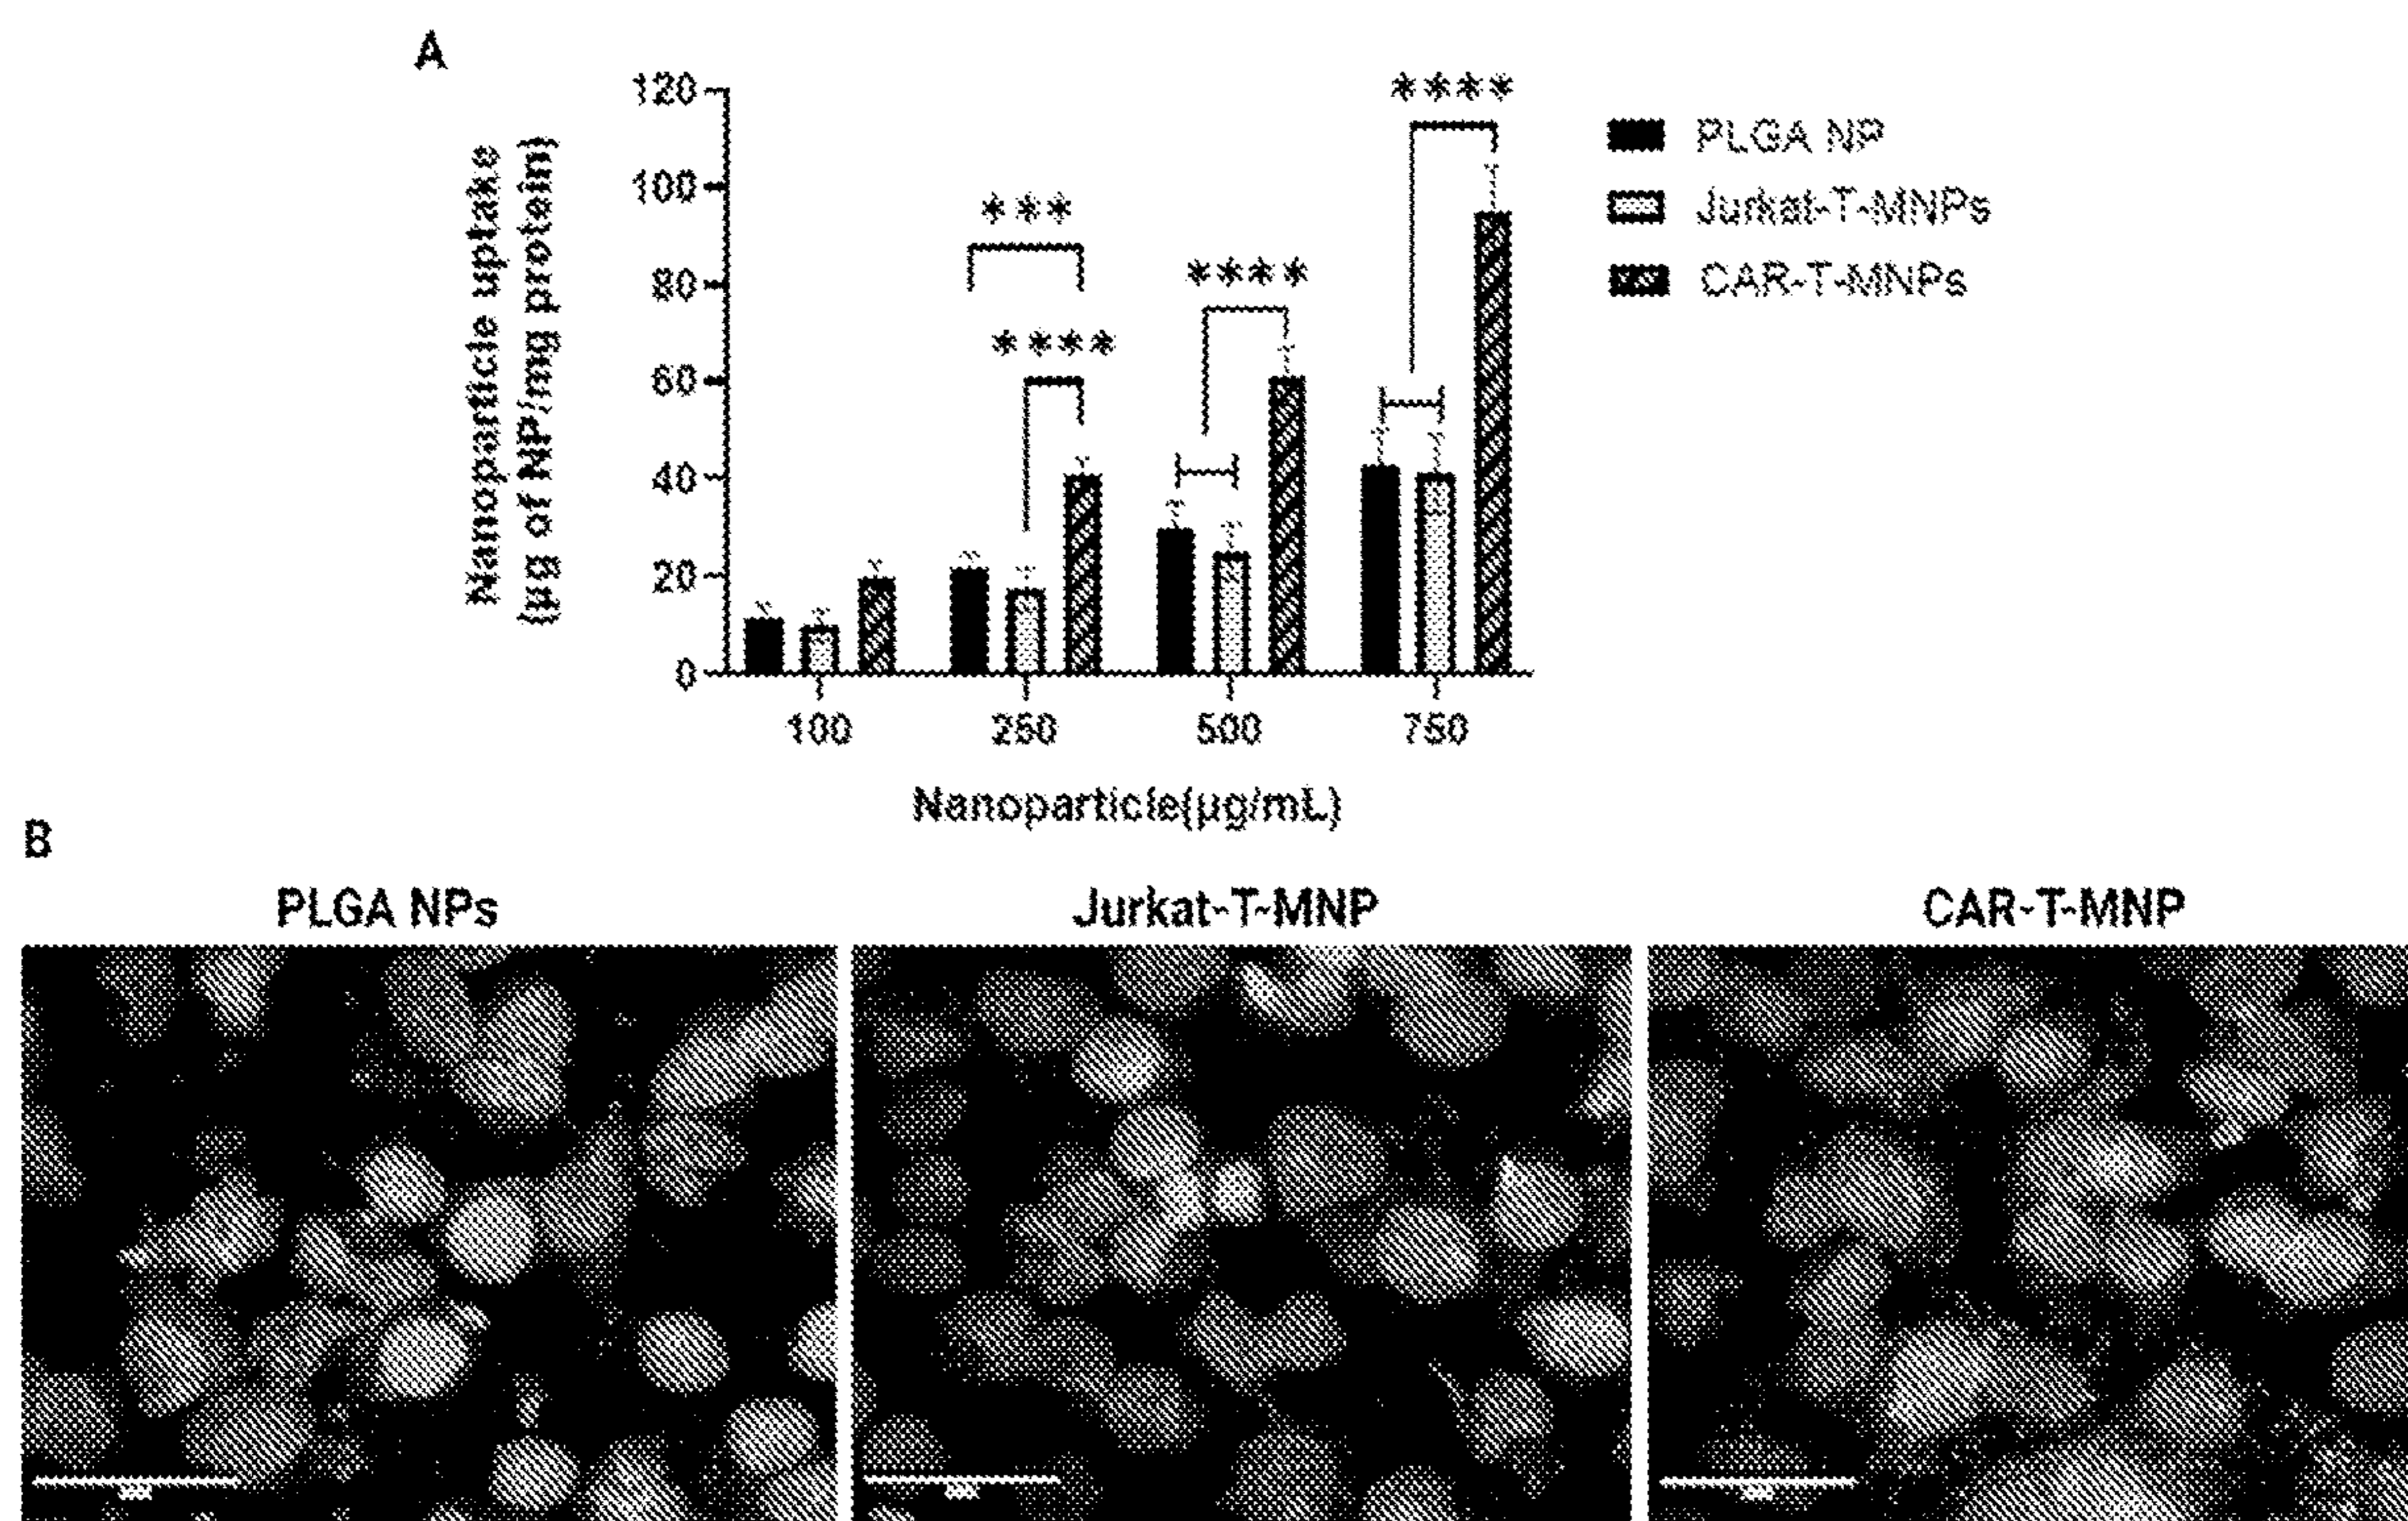 A
120
100
80
60
40
20
0
Nanoparticle uptake
(µg of NP/mg protein)
***
****
****
****
PLGA NP
Jurkat-T-MNPs
CAR-T-MNPs
100
250
500
750
Nanoparticle(µg/mL)
B
PLGA NPs
Jurkat-T-MNP
CAR-T-MNP